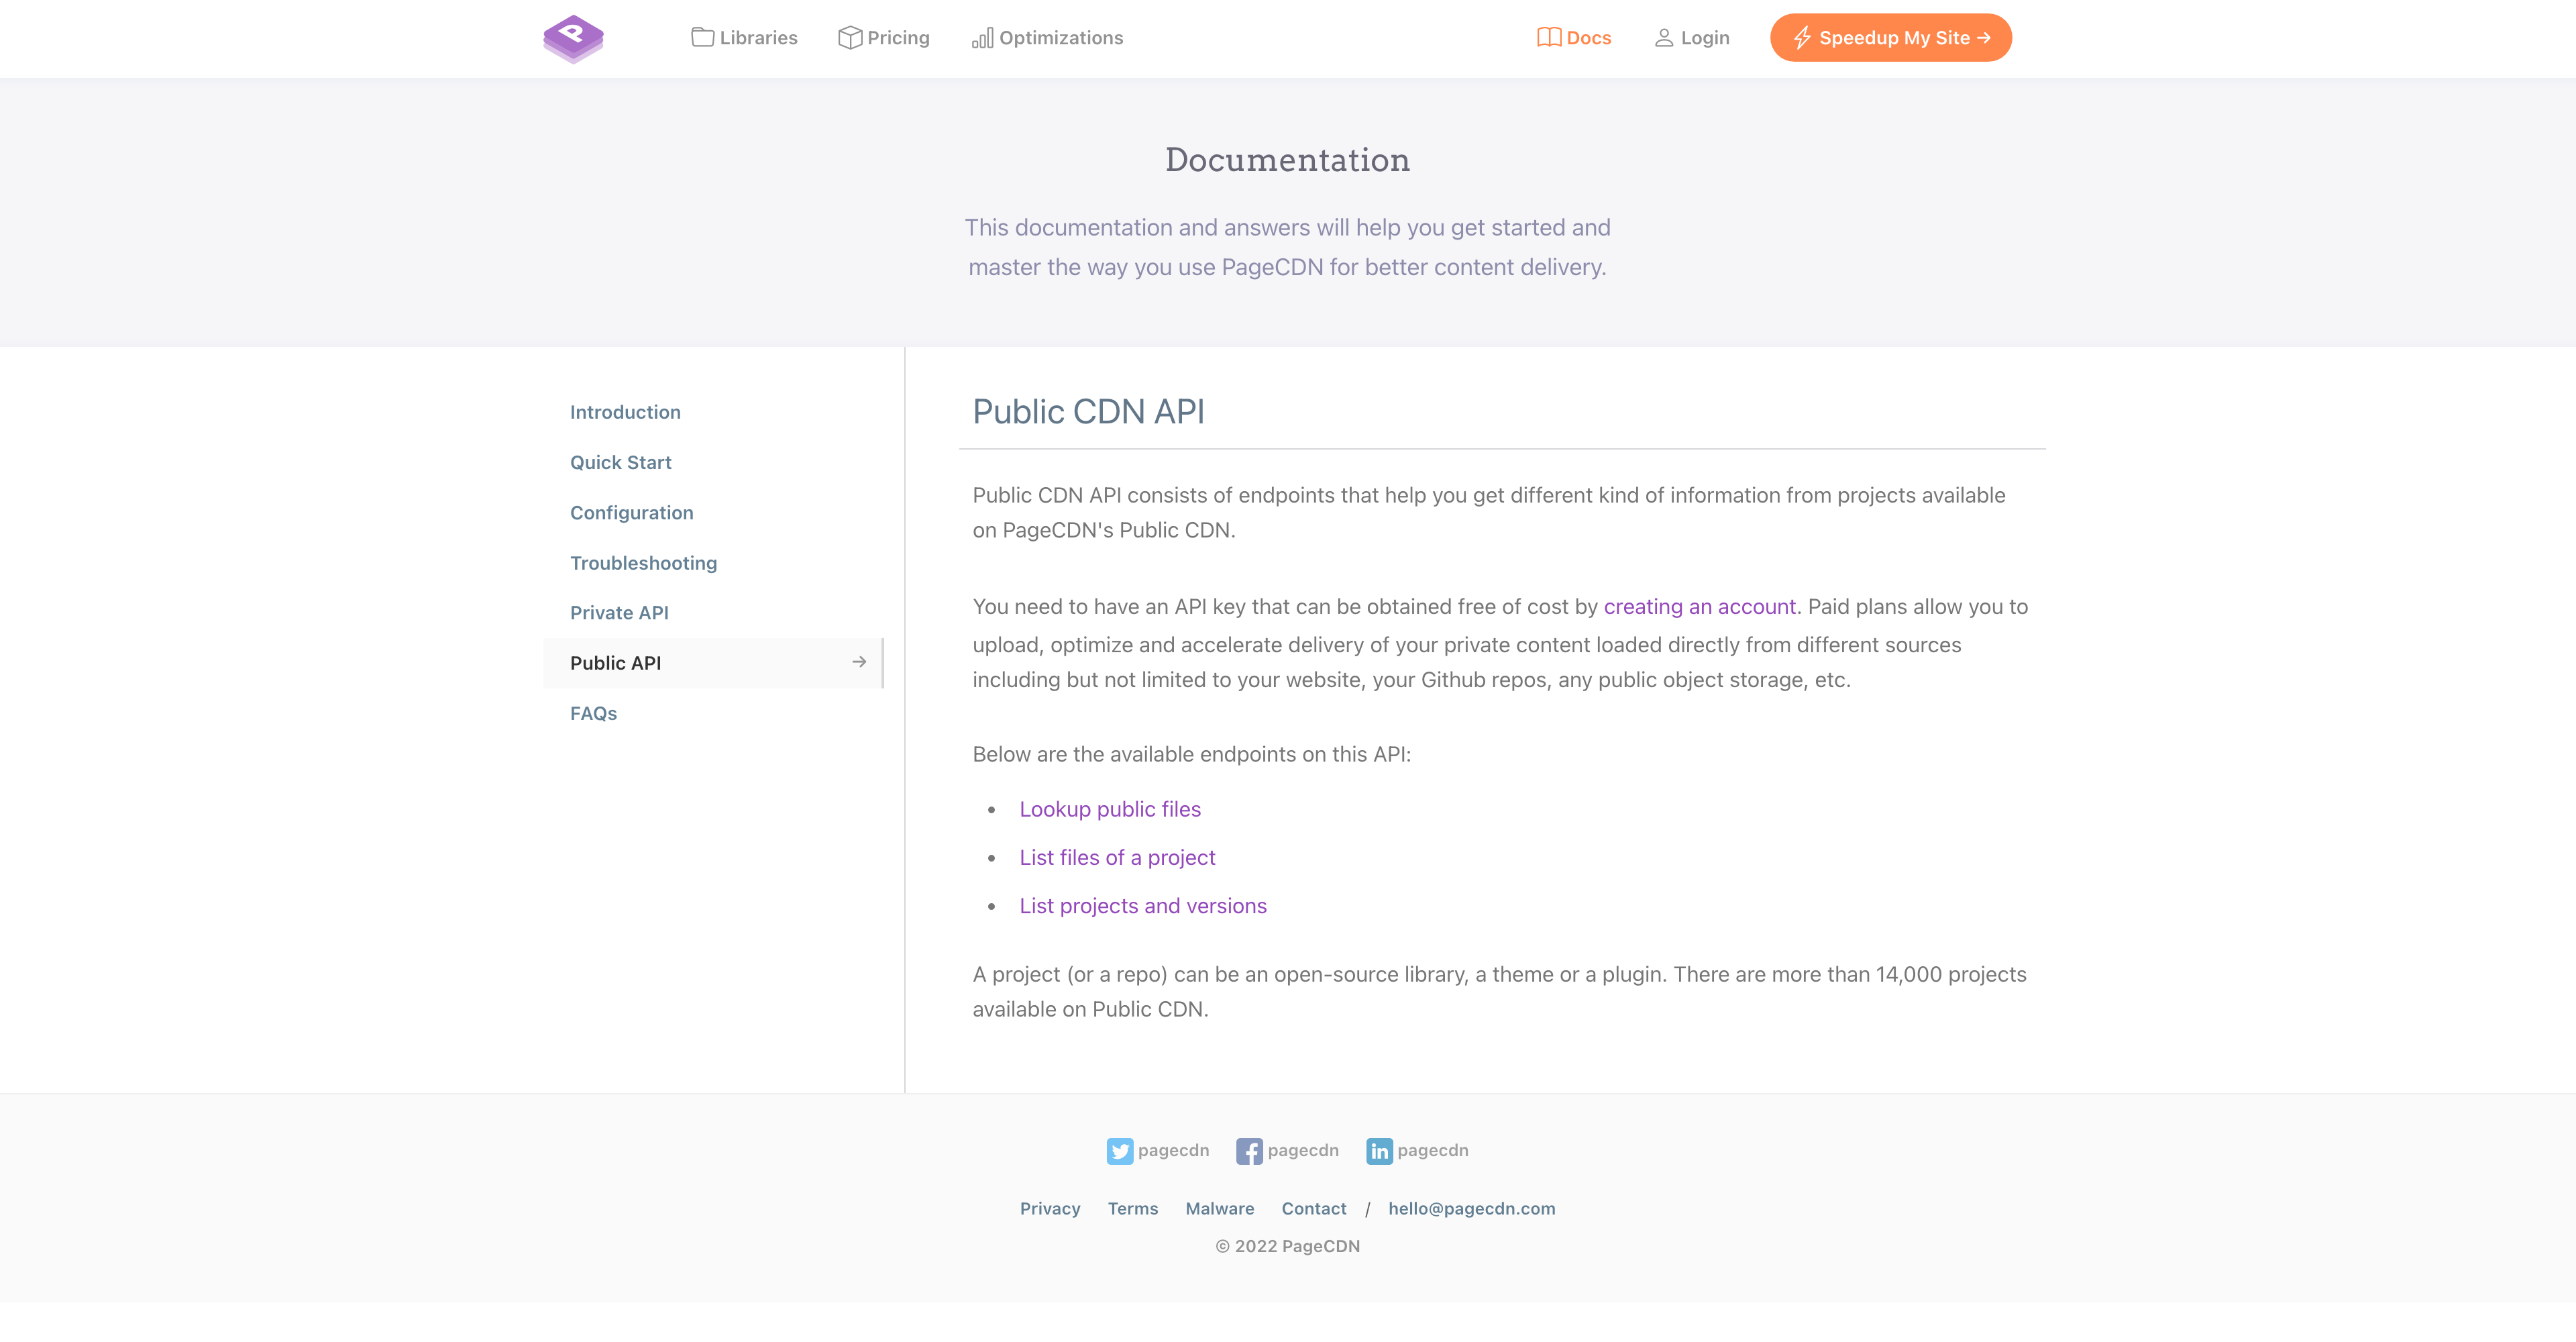 Libraries
Pricing
Optimizations
Docs
Login
Speedup My Site →
Documentation
This documentation and answers will help you get started and
master the way you use PageCDN for better content delivery.
Introduction
Quick Start
Configuration
Troubleshooting
Private API
Public API →
FAQs
Public CDN API
Public CDN API consists of endpoints that help you get different kind of information from projects available
on PageCDN's Public CDN.
You need to have an API key that can be obtained free of cost by creating an account. Paid plans allow you to
upload, optimize and accelerate delivery of your private content loaded directly from different sources
including but not limited to your website, your Github repos, any public object storage, etc.
Below are the available endpoints on this API:
• Lookup public files
• List files of a project
• List projects and versions
A project (or a repo) can be an open-source library, a theme or a plugin. There are more than 14,000 projects
available on Public CDN.
pagecdn
pagecdn
in pagecdn
Privacy Terms Malware Contact / hello@pagecdn.com
© 2022 PageCDN